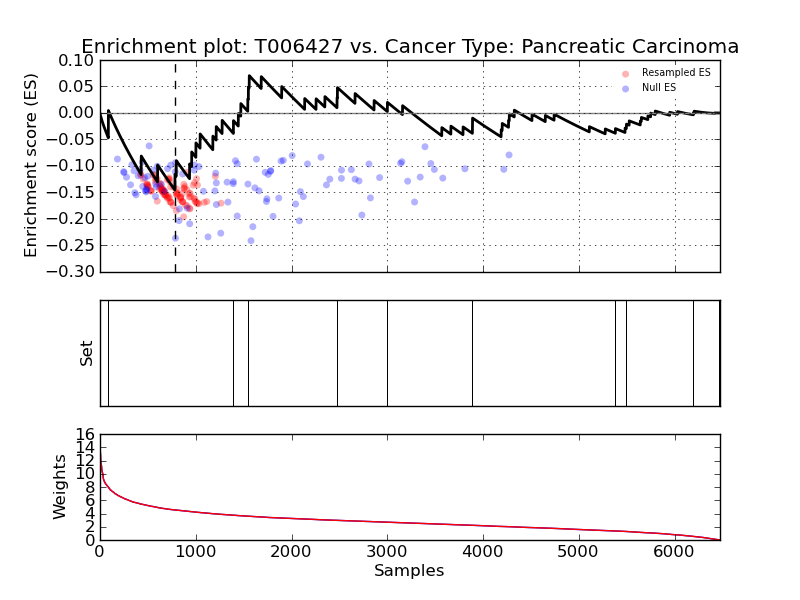 Enrichment plot: T006427 vs. Cancer Type: Pancreatic Carcinoma
Enrichment score (ES)
0.10
0.05
0.00
−0.05
−0.10
−0.15
−0.20
−0.25
−0.30
Resampled ES
Null ES
Set
Weights
16
14
12
10
8
6
4
2
0
0 1000 2000 3000 4000 5000 6000
Samples